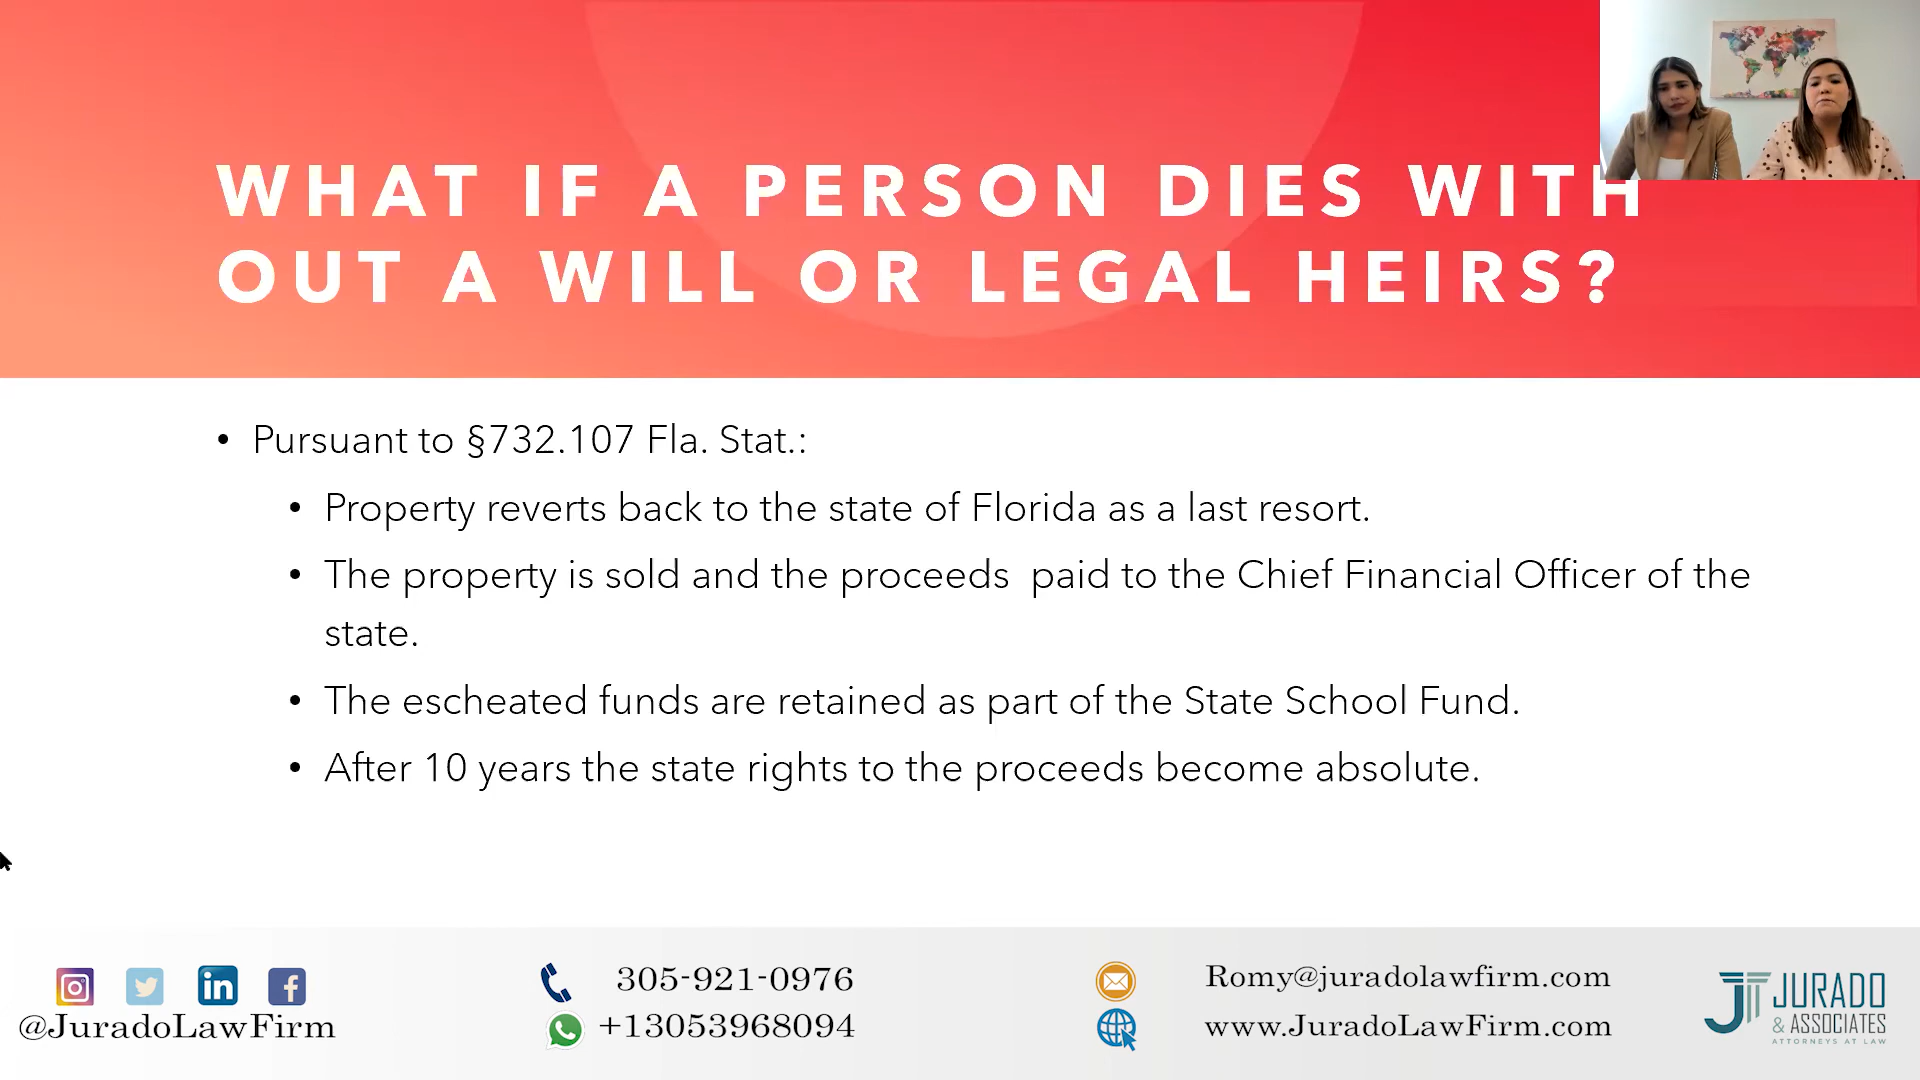 WHAT IF A PERSON DIES WITH
OUT A WILL OR LEGAL HEIRS?
• Pursuant to §732.107 Fla. Stat.:
• Property reverts back to the state of Florida as a last resort.
• The property is sold and the proceeds  paid to the Chief Financial Officer of the
state.
• The escheated funds are retained as part of the State School Fund.
• After 10 years the state rights to the proceeds become absolute.
@JuradoLawFirm
305-921-0976
+13053968094
Romy@juradolawfirm.com
www.JuradoLawFirm.com
JURADO
& ASSOCIATES
ATTORNEYS AT LAW